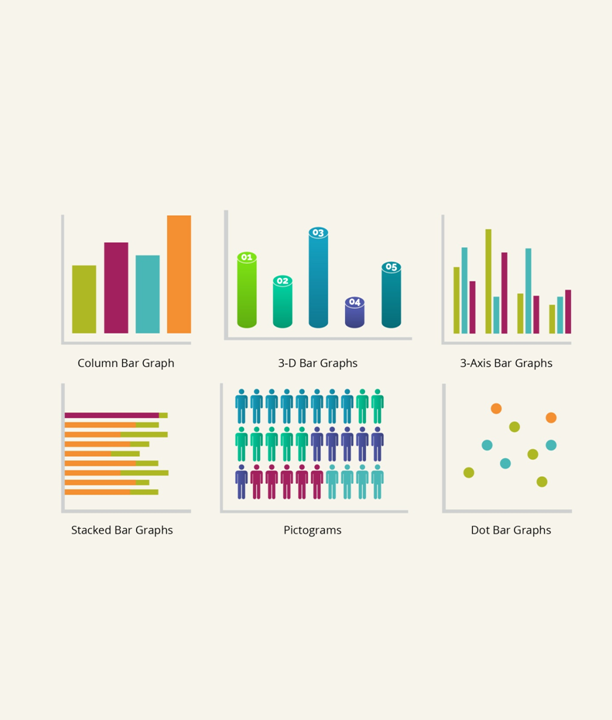 01
02
03
04
05
Column Bar Graph
3-D Bar Graphs
3-Axis Bar Graphs
Stacked Bar Graphs
Pictograms
Dot Bar Graphs